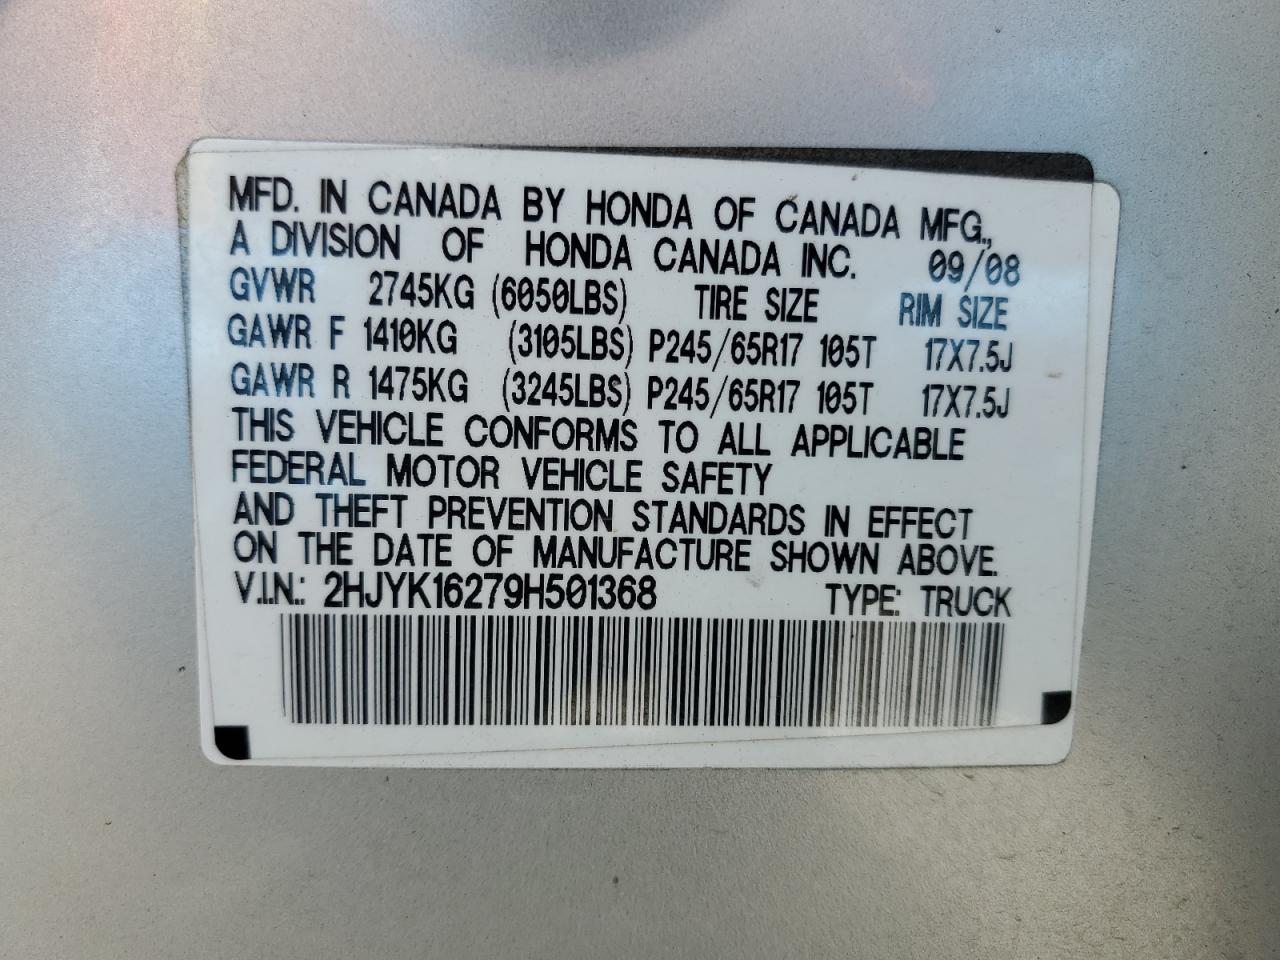 MFD. IN CANADA BY HONDA OF CANADA MFG.,
A DIVISION OF HONDA CANADA INC. 09/08
GVWR 2745KG (6050LBS) TIRE SIZE RIM SIZE
GAWR F 1410KG (3105LBS) P245/65R17 105T 17X7.5J
GAWR R 1475KG (3245LBS) P245/65R17 105T 17X7.5J
THIS VEHICLE CONFORMS TO ALL APPLICABLE
FEDERAL MOTOR VEHICLE SAFETY
AND THEFT PREVENTION STANDARDS IN EFFECT
ON THE DATE OF MANUFACTURE SHOWN ABOVE.
V.I.N.: 2HJYK16279H501368 TYPE: TRUCK